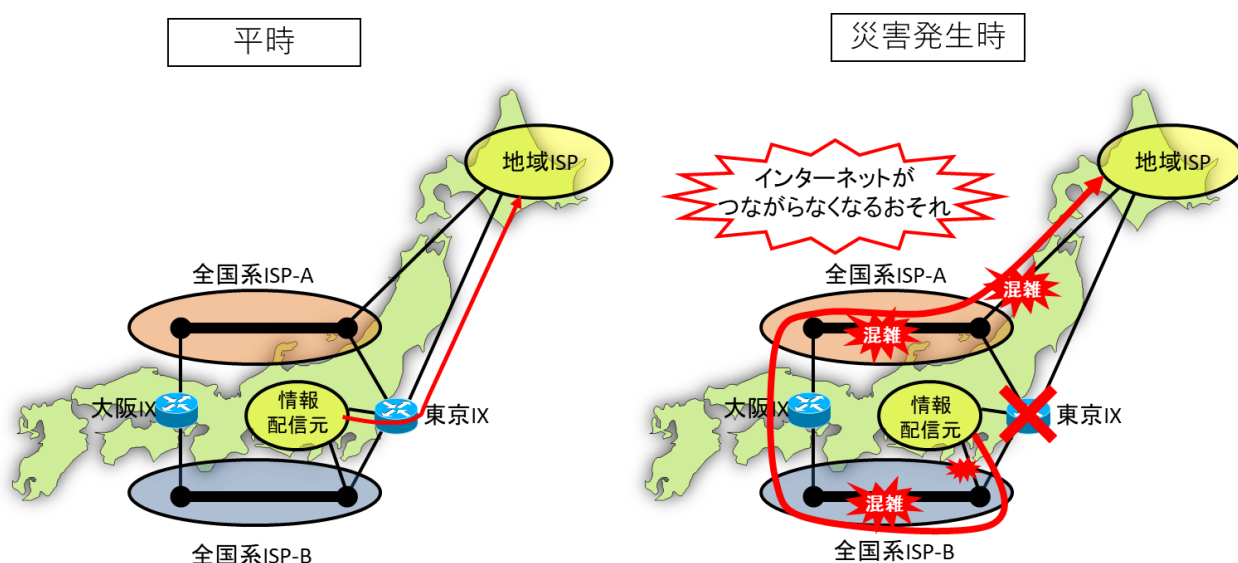 平時
地域ISP
全国系ISP-A
大阪IX
情報
配信元
東京IX
全国系ISP-B
災害発生時
インターネットが
つながらなくなるおそれ
地域ISP
全国系ISP-A
混雑
混雑
大阪IX
情報
配信元
東京IX
混雑
全国系ISP-B